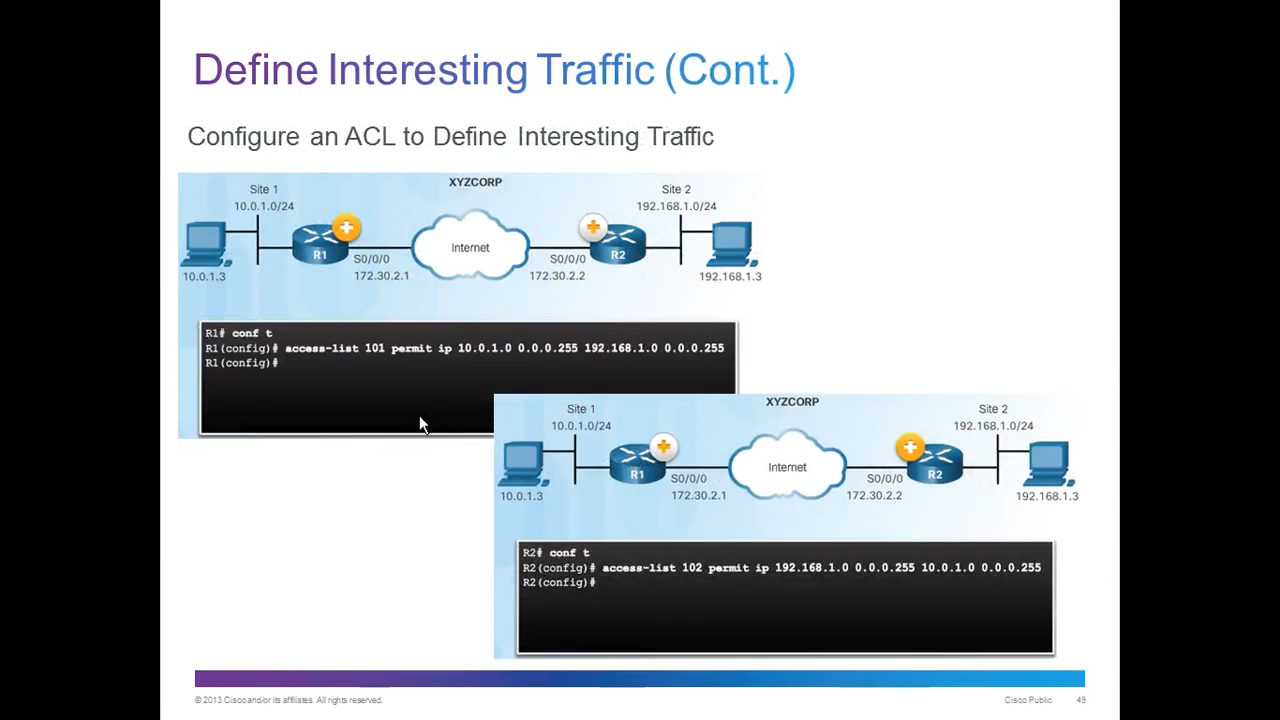 Define Interesting Traffic (Cont.)
Configure an ACL to Define Interesting Traffic
XYZCORP
Site 1
10.0.1.0/24
Site 2
192.168.1.0/24
R1
Internet
R2
S0/0/0
172.30.2.1
S0/0/0
172.30.2.2
10.0.1.3
192.168.1.3
R1# conf t
R1(config)# access-list 101 permit ip 10.0.1.0 0.0.0.255 192.168.1.0 0.0.0.255
R1(config)#
XYZCORP
Site 1
10.0.1.0/24
Site 2
192.168.1.0/24
R1
Internet
R2
S0/0/0
172.30.2.1
S0/0/0
172.30.2.2
10.0.1.3
192.168.1.3
R2# conf t
R2(config)# access-list 102 permit ip 192.168.1.0 0.0.0.255 10.0.1.0 0.0.0.255
R2(config)#
© 2013 Cisco and/or its affiliates. All rights reserved.
Cisco Public
49